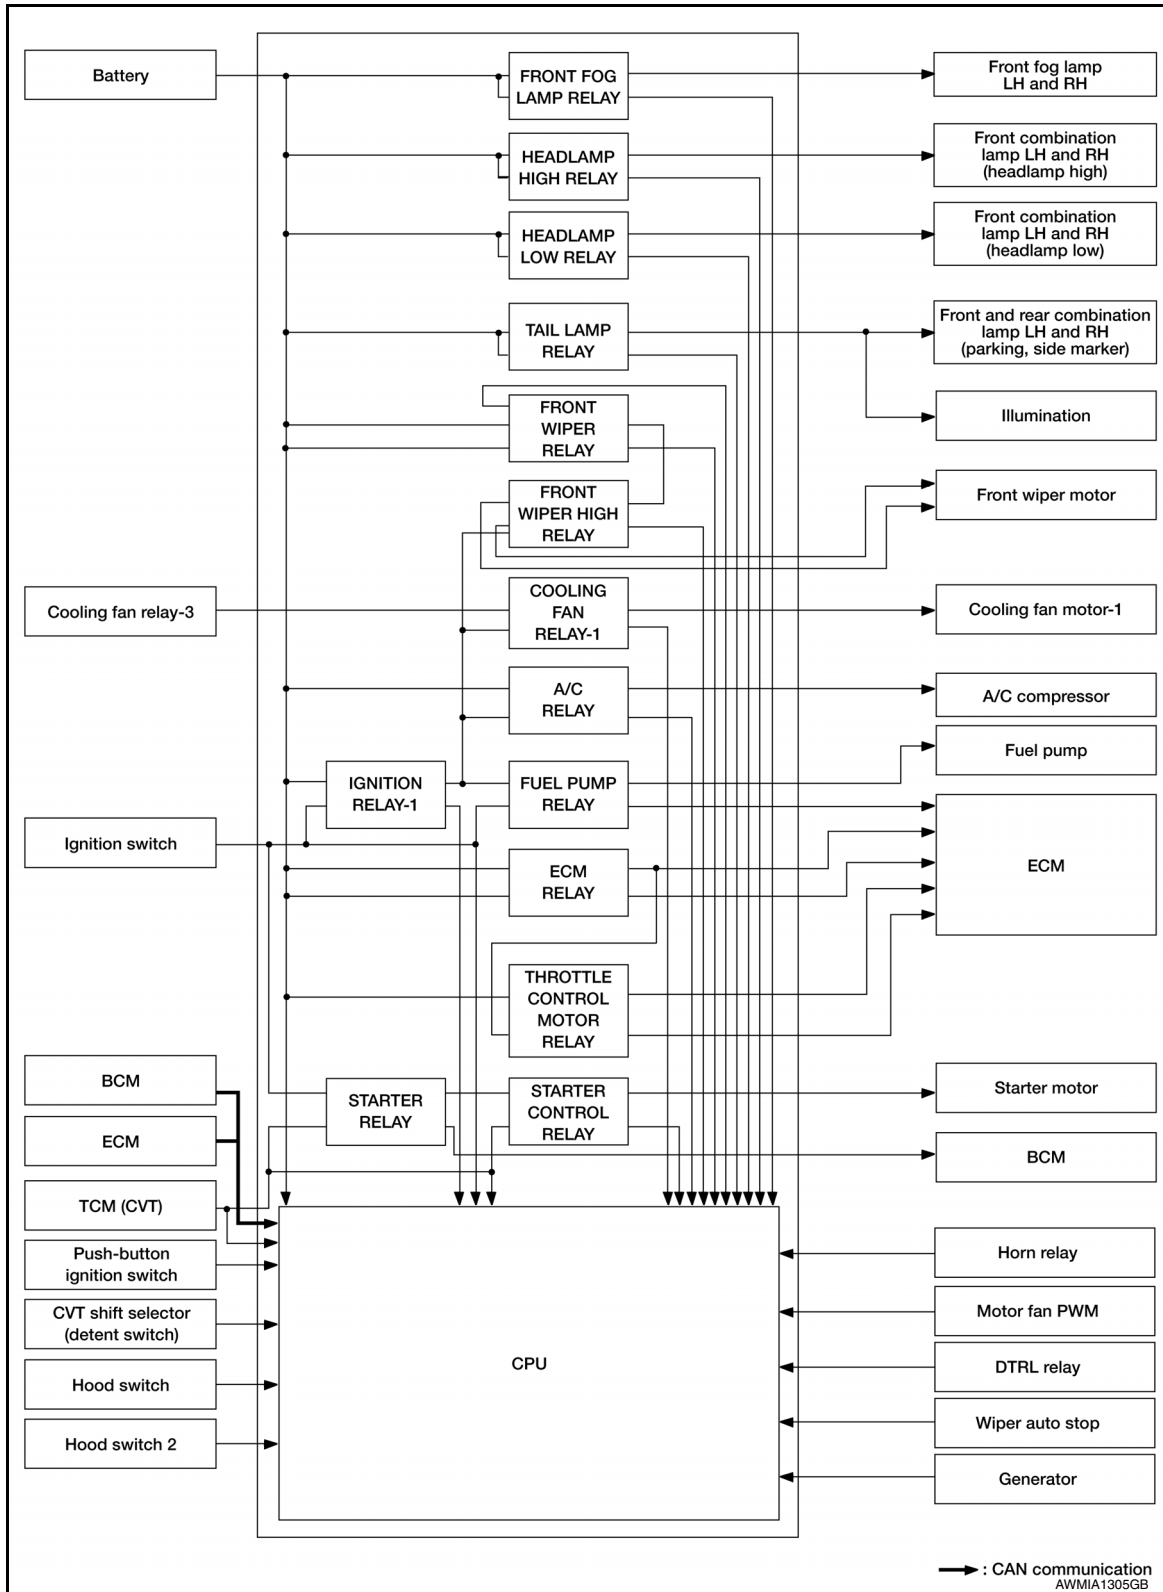 Battery
FRONT FOG
LAMP RELAY
Front fog lamp
LH and RH
HEADLAMP
HIGH RELAY
Front combination
lamp LH and RH
(headlamp high)
HEADLAMP
LOW RELAY
Front combination
lamp LH and RH
(headlamp low)
TAIL LAMP
RELAY
Front and rear combination
lamp LH and RH
(parking, side marker)
FRONT
WIPER
RELAY
Illumination
FRONT
WIPER HIGH
RELAY
Front wiper motor
Cooling fan relay-3
COOLING
FAN
RELAY-1
Cooling fan motor-1
A/C
RELAY
A/C compressor
IGNITION
RELAY-1
FUEL PUMP
RELAY
Fuel pump
Ignition switch
ECM
RELAY
ECM
THROTTLE
CONTROL
MOTOR
RELAY
BCM
STARTER
RELAY
STARTER
CONTROL
RELAY
Starter motor
ECM
BCM
TCM (CVT)
Push-button
ignition switch
CVT shift selector
(detent switch)
Hood switch
Hood switch 2
CPU
Horn relay
Motor fan PWM
DTRL relay
Wiper auto stop
Generator
: CAN communication
AWMIA1305GB